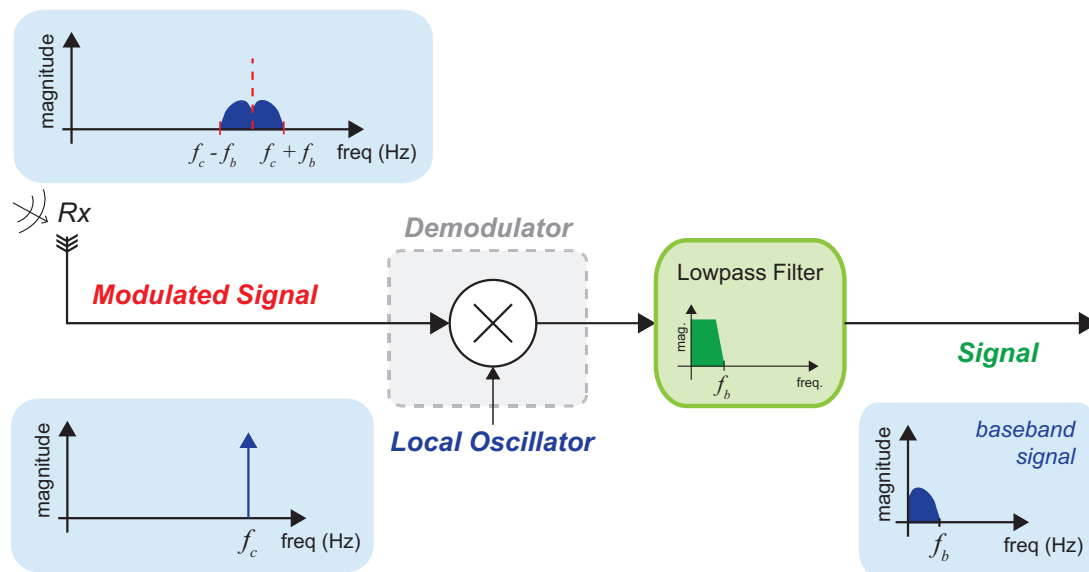 magnitude
f_c - f_b
f_c + f_b
freq (Hz)
Rx
Demodulator
Modulated Signal
Lowpass Filter
mag.
f_b
freq.
Signal
Local Oscillator
magnitude
f_c
freq (Hz)
baseband
signal
magnitude
f_b
freq (Hz)